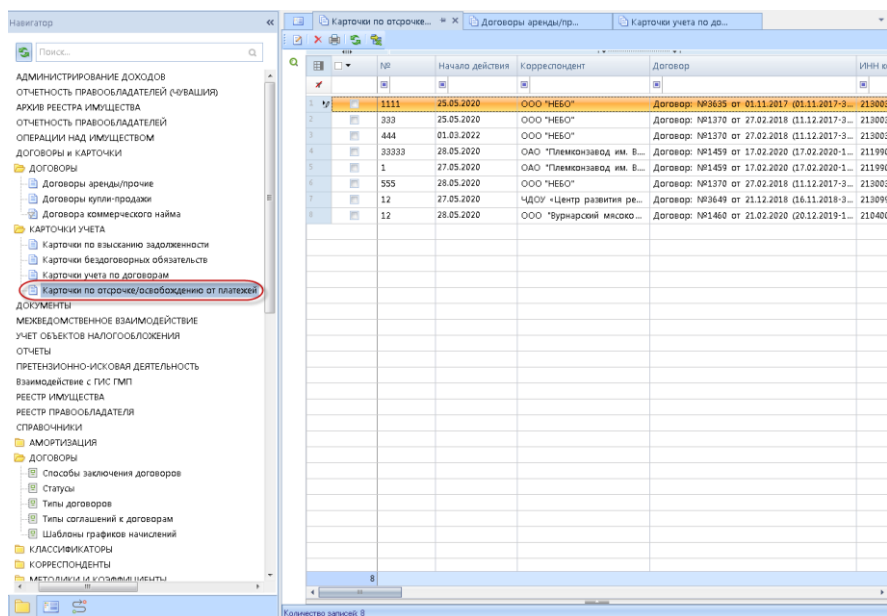 Навигатор
Поиск...
АДМИНИСТРИРОВАНИЕ ДОХОДОВ
ОТЧЕТНОСТЬ ПРАВООБЛАДАТЕЛЕЙ (ЧУВАШИЯ)
АРХИВ РЕЕСТРА ИМУЩЕСТВА
ОТЧЕТНОСТЬ ПРАВООБЛАДАТЕЛЕЙ
ОПЕРАЦИИ НАД ИМУЩЕСТВОМ
ДОГОВОРЫ и КАРТОЧКИ
ДОГОВОРЫ
Договоры аренды/прочие
Договоры купли-продажи
Договора коммерческого найма
КАРТОЧКИ УЧЕТА
Карточки по взысканию задолженности
Карточки бездоговорных обязательств
Карточки учета по договорам
Карточки по отсрочке/освобождению от платежей
ДОКУМЕНТЫ
МЕЖВЕДОМСТВЕННОЕ ВЗАИМОДЕЙСТВИЕ
УЧЕТ ОБЪЕКТОВ НАЛОГООБЛОЖЕНИЯ
ОТЧЕТЫ
ПРЕТЕНЗИОННО-ИСКОВАЯ ДЕЯТЕЛЬНОСТЬ
Взаимодействие с ГИС ГМП
РЕЕСТР ИМУЩЕСТВА
РЕЕСТР ПРАВООБЛАДАТЕЛЯ
СПРАВОЧНИКИ
АМОРТИЗАЦИЯ
ДОГОВОРЫ
Способы заключения договоров
Статусы
Типы договоров
Типы соглашений к договорам
Шаблоны графиков начислений
КЛАССИФИКАТОРЫ
КОРРЕСПОНДЕНТЫ
МЕТОДИКИ И КОЭФФИЦИЕНТЫ
Карточки по отсрочке... Договоры аренды/пр... Карточки учета по до...
№ Начало действия Корреспондент Договор ИНН к
1 1111 25.05.2020 ООО "НЕБО" Договор: №3635 от 01.11.2017 (01.11.2017-3... 213003
2 333 25.05.2020 ООО "НЕБО" Договор: №1370 от 27.02.2018 (11.12.2017-3... 213003
3 444 01.03.2022 ООО "НЕБО" Договор: №1370 от 27.02.2018 (11.12.2017-3... 213003
4 33333 28.05.2020 ОАО "Племконзавод им. В... Договор: №1459 от 17.02.2020 (17.02.2020-1... 211990
5 1 27.05.2020 ОАО "Племконзавод им. В... Договор: №1459 от 17.02.2020 (17.02.2020-1... 211990
6 555 28.05.2020 ООО "НЕБО" Договор: №1370 от 27.02.2018 (11.12.2017-3... 213003
7 12 27.05.2020 ЧДОУ «Центр развития ре... Договор: №3649 от 21.12.2018 (16.11.2018-3... 213099
8 12 28.05.2020 ООО "Вурнарский мясоко... Договор: №1460 от 21.02.2020 (20.12.2019-1... 210400
8
Количество записей: 8